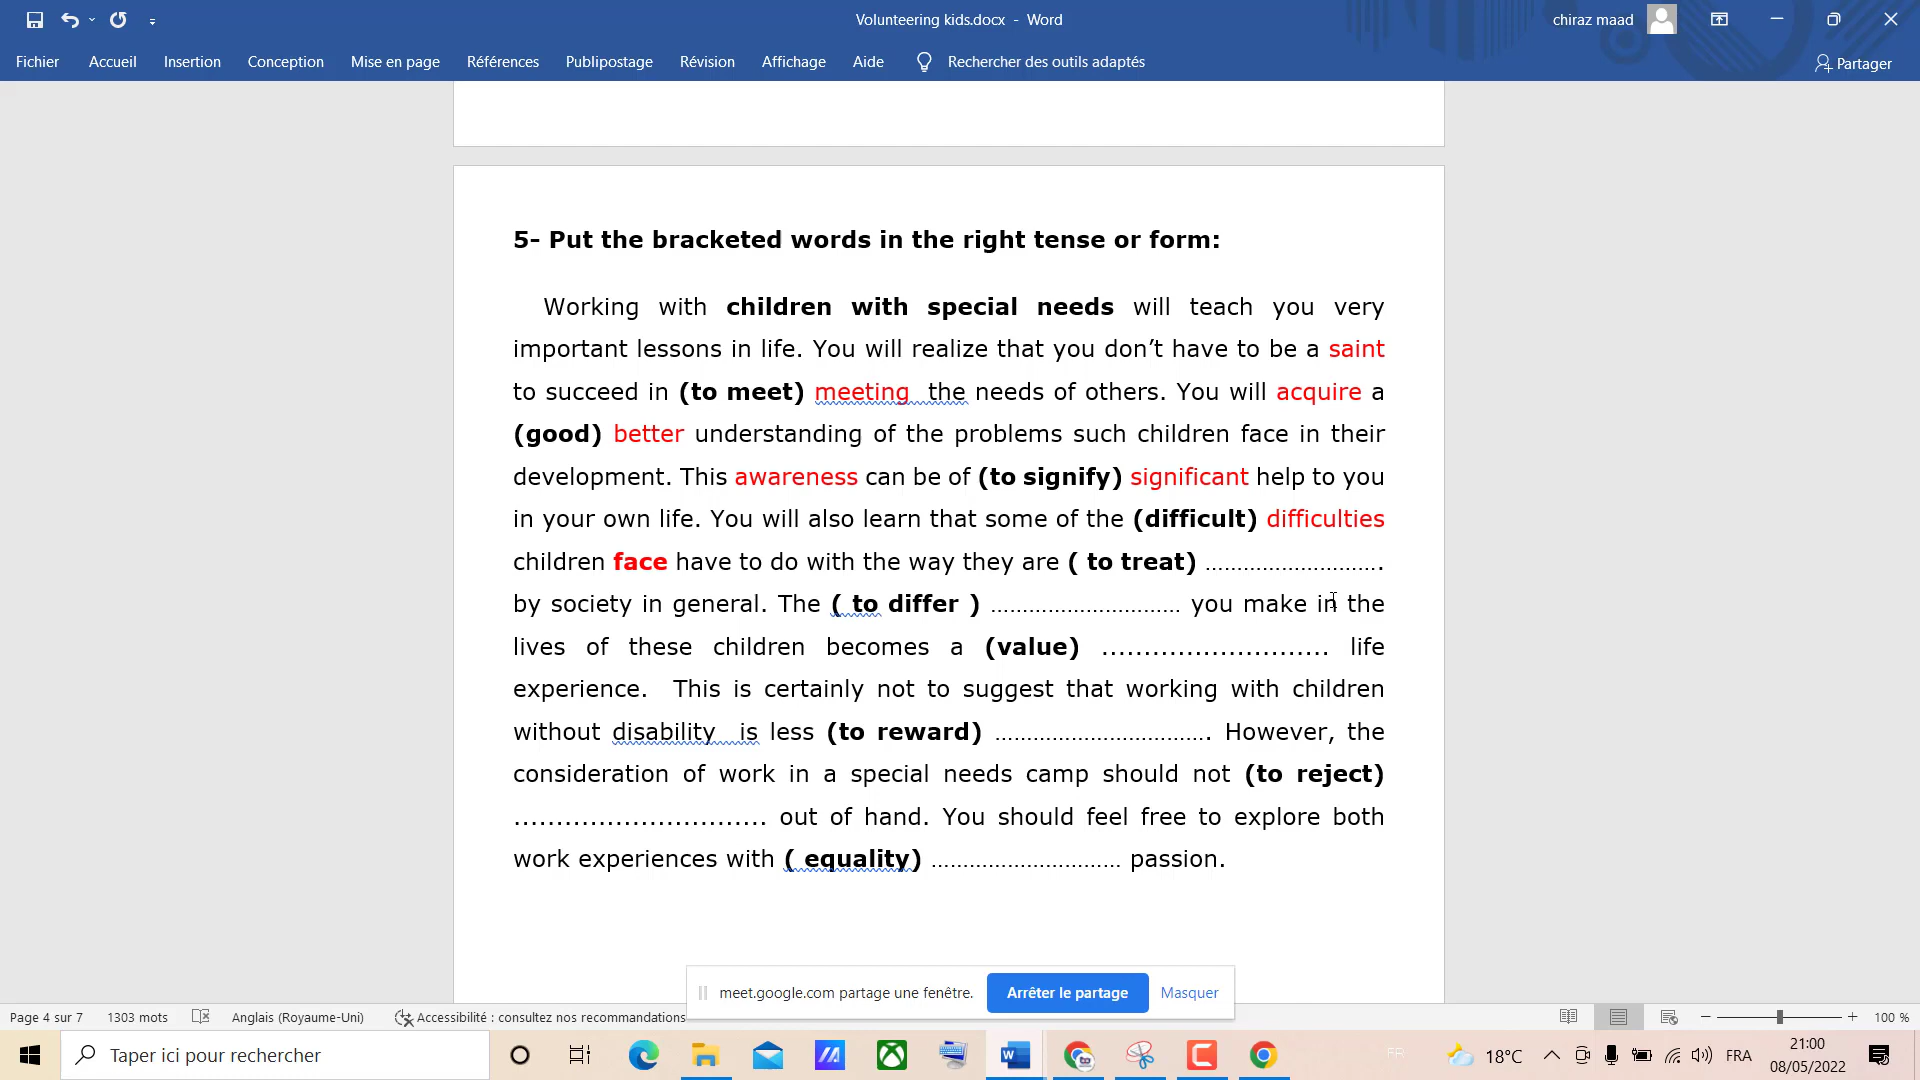 Volunteering kids.docx - Word
chiraz maad
Fichier Accueil Insertion Conception Mise en page Références Publipostage Révision Affichage Aide Rechercher des outils adaptés Partager
5- Put the bracketed words in the right tense or form:
Working with children with special needs will teach you very
important lessons in life. You will realize that you don’t have to be a saint
to succeed in (to meet) meeting the needs of others. You will acquire a
(good) better understanding of the problems such children face in their
development. This awareness can be of (to signify) significant help to you
in your own life. You will also learn that some of the (difficult) difficulties
children face have to do with the way they are ( to treat) ...........................
by society in general. The ( to differ ) .............................. you make in the
lives of these children becomes a (value) ........................... life
experience. This is certainly not to suggest that working with children
without disability is less (to reward) ................................. However, the
consideration of work in a special needs camp should not (to reject)
.............................. out of hand. You should feel free to explore both
work experiences with ( equality) .............................. passion.
meet.google.com partage une fenêtre. Arrêter le partage Masquer
Page 4 sur 7 1303 mots Anglais (Royaume-Uni) Accessibilité : consultez nos recommandations 100 %
Taper ici pour rechercher
FR 18°C FRA
21:00
08/05/2022